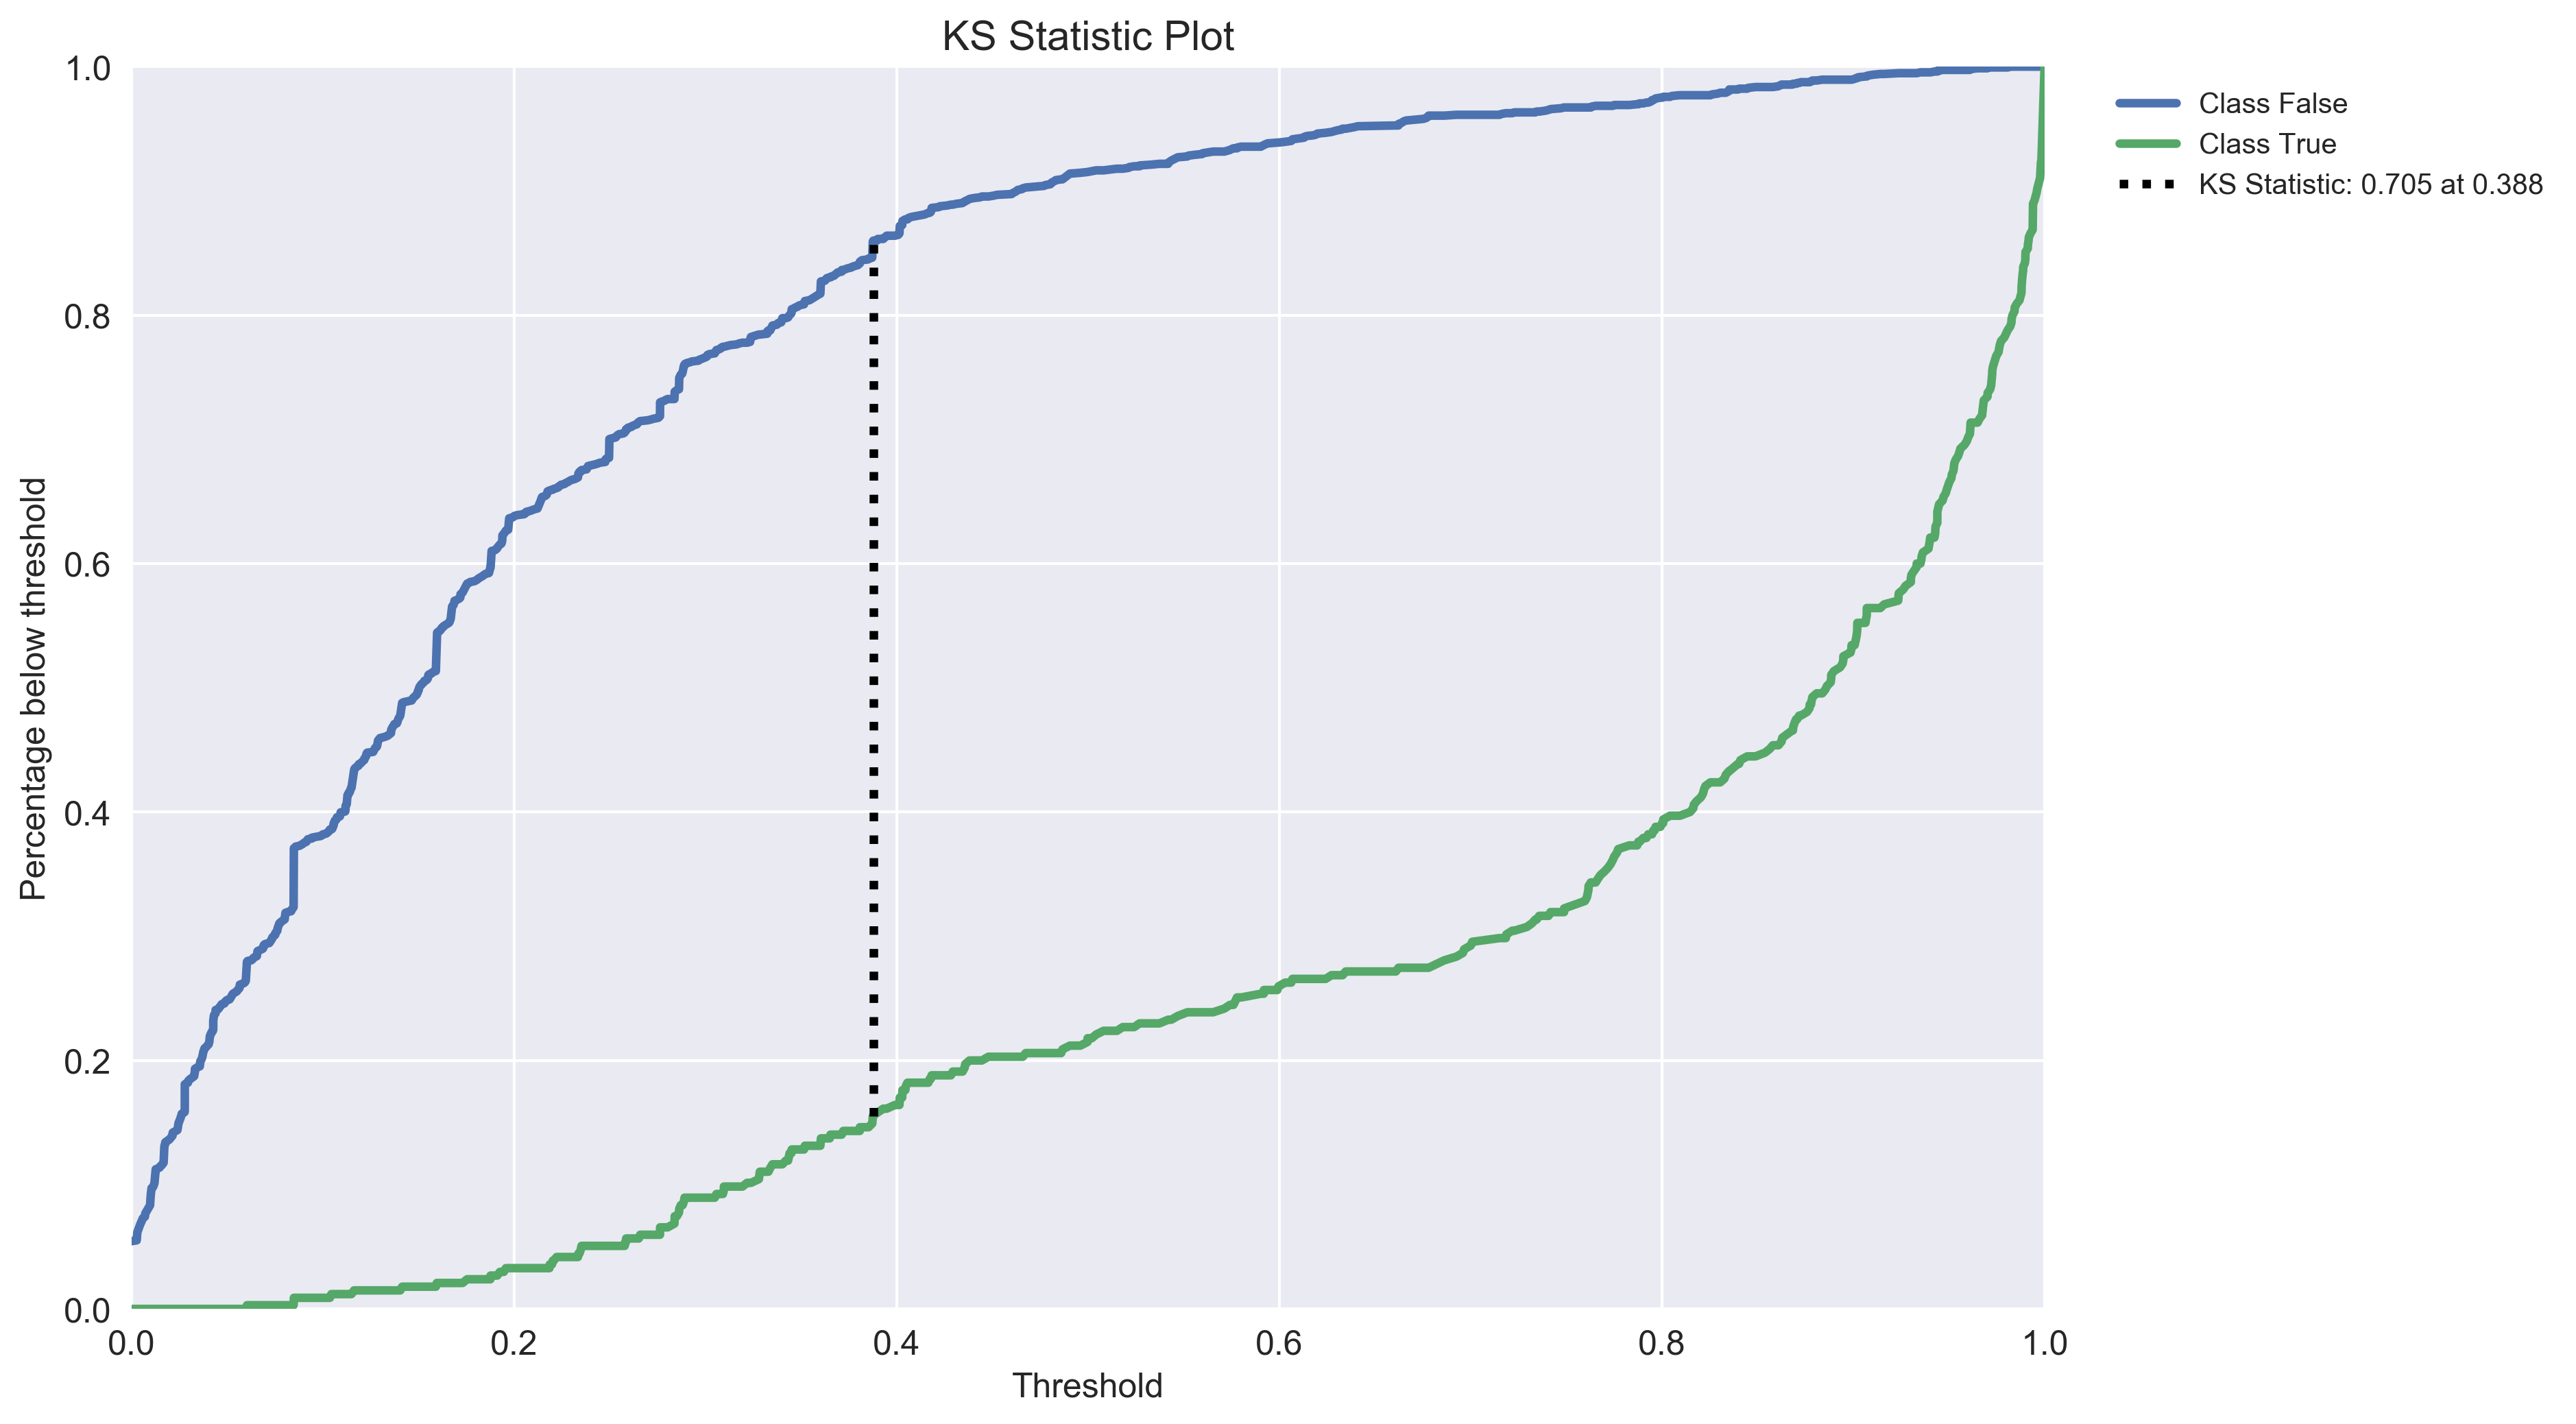 KS Statistic Plot
1.0
0.8
0.6
0.4
0.2
0.0
Percentage below threshold
0.0 0.2 0.4 0.6 0.8 1.0
Threshold
Class False
Class True
KS Statistic: 0.705 at 0.388